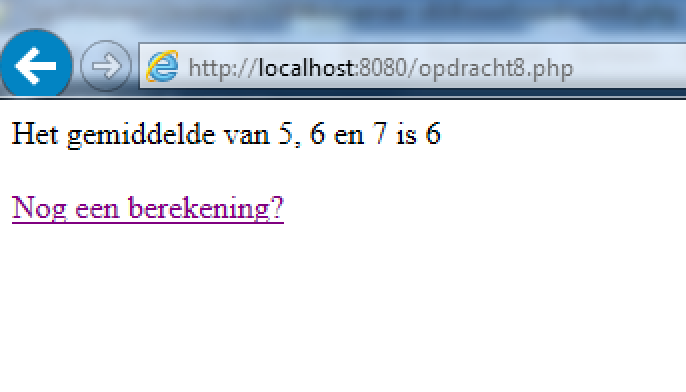 http://localhost:8080/opdracht8.php
Het gemiddelde van 5, 6 en 7 is 6
Nog een berekening?